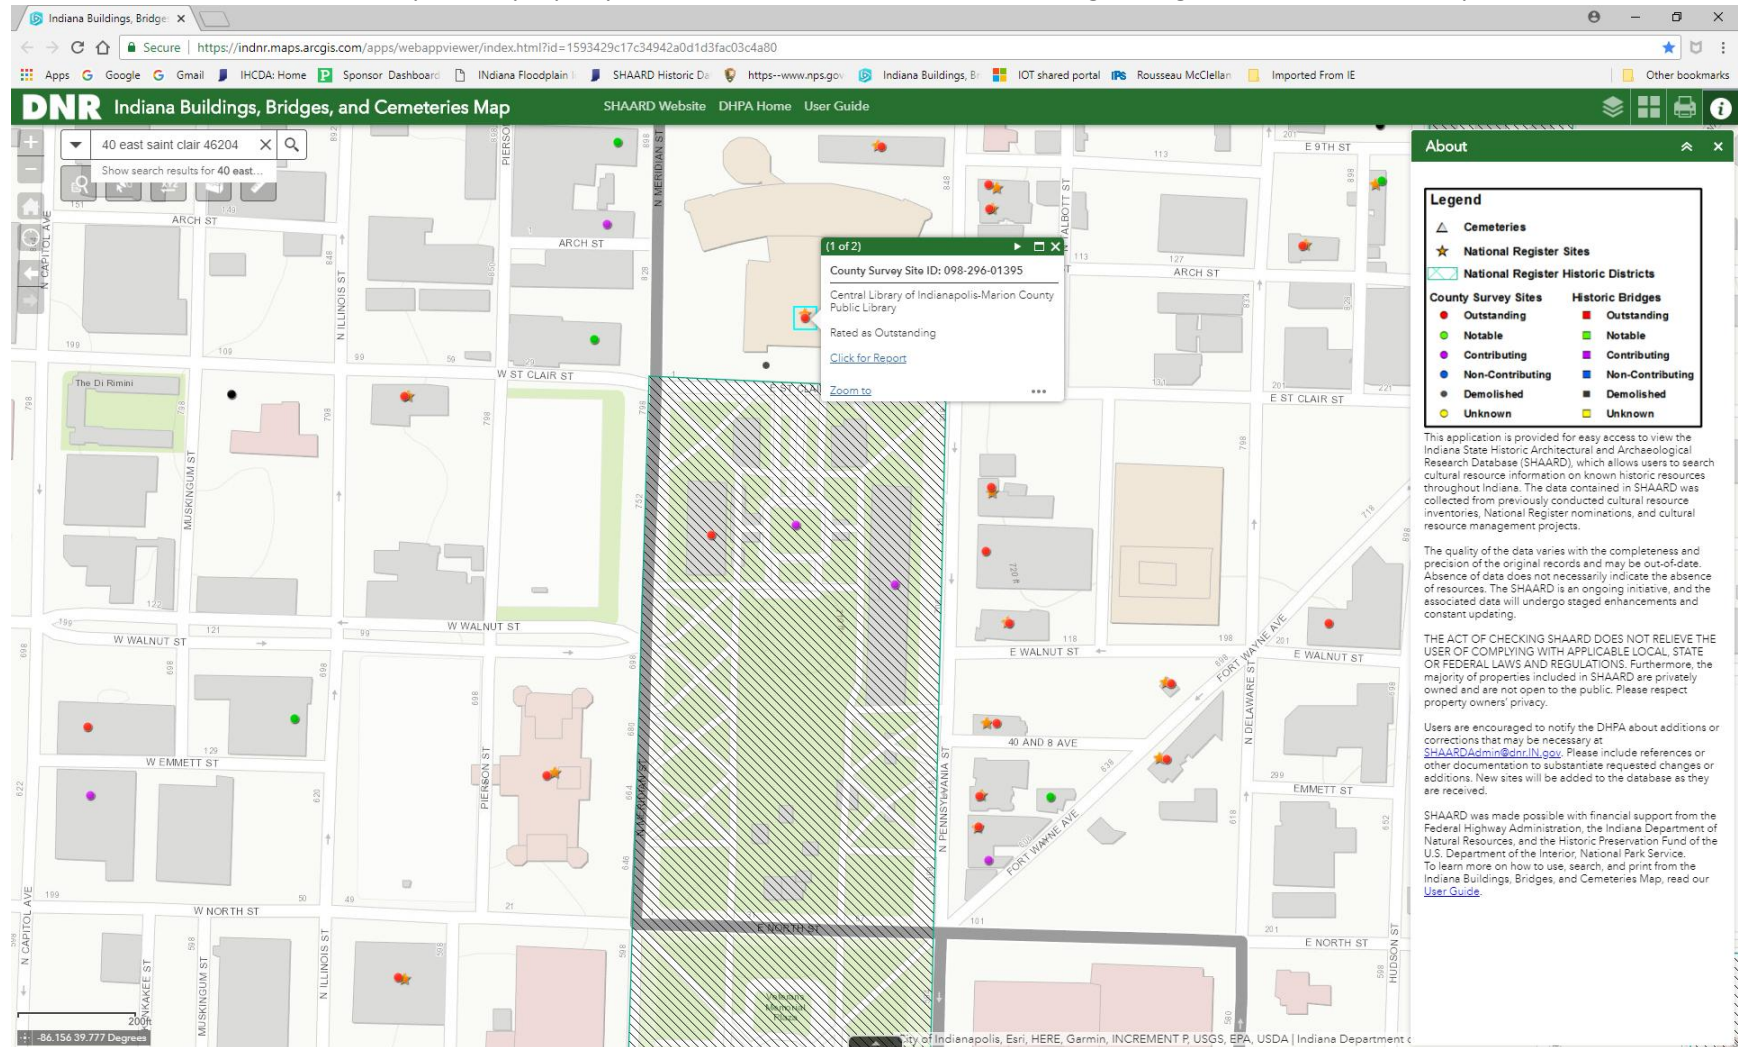 Indiana Buildings, Bridge
Secure | https://indnr.maps.arcgis.com/apps/webappviewer/index.html?id=1593429c17c34942a0d1d3fac03c4a80
Apps Google Gmail IHCDA: Home Sponsor Dashboard INdiana Floodplain SHAARD Historic Da https--www.nps.gov Indiana Buildings, Br IOT shared portal Rousseau McClellan Imported From IE Other bookmarks
DNR Indiana Buildings, Bridges, and Cemeteries Map SHAARD Website DHPA Home User Guide
40 east saint clair 46204
Show search results for 40 east...
About
Legend
Cemeteries
National Register Sites
National Register Historic Districts
County Survey Sites Historic Bridges
Outstanding Outstanding
Notable Notable
Contributing Contributing
Non-Contributing Non-Contributing
Demolished Demolished
Unknown Unknown
This application is provided for easy access to view the
Indiana State Historic Architectural and Archaeological
Research Database (SHAARD), which allows users to search
cultural resource information on known historic resources
throughout Indiana. The data contained in SHAARD was
collected from previously conducted cultural resource
inventories, National Register nominations, and cultural
resource management projects.
The quality of the data varies with the completeness and
precision of the original records and may be out-of-date.
Absence of data does not necessarily indicate the absence
of resources. The SHAARD is an ongoing initiative, and the
associated data will undergo staged enhancements and
constant updating.
THE ACT OF CHECKING SHAARD DOES NOT RELIEVE THE
USER OF COMPLYING WITH APPLICABLE LOCAL, STATE
OR FEDERAL LAWS AND REGULATIONS. Furthermore, the
majority of properties included in SHAARD are privately
owned and are not open to the public. Please respect
property owners' privacy.
Users are encouraged to notify the DHPA about additions or
corrections that may be necessary at
SHAARDAdmin@dnr.IN.gov. Please include references or
other documentation to substantiate requested changes or
additions. New sites will be added to the database as they
are received.
SHAARD was made possible with financial support from the
Federal Highway Administration, the Indiana Department of
Natural Resources, and the Historic Preservation Fund of the
U.S. Department of the Interior, National Park Service.
To learn more on how to use, search, and print from the
Indiana Buildings, Bridges, and Cemeteries Map, read our
User Guide.
(1 of 2)
County Survey Site ID: 098-296-01395
Central Library of Indianapolis-Marion County
Public Library
Rated as Outstanding
Click for Report
Zoom to
E 9TH ST
ARCH ST
ARCH ST
ARCH ST
N MERIDIAN ST
N CAPITOL AVE
N ILLINOIS ST
W ST CLAIR ST
E ST CLAIR ST
The Di Rimini
MUSKINGUM ST
W WALNUT ST
W WALNUT ST
E WALNUT ST
E WALNUT ST
FORT WAYNE AVE
N DELAWARE ST
40 AND 8 AVE
W EMMETT ST
EMMETT ST
PIERSON ST
N PENNSYLVANIA ST
FORT WAYNE AVE
W NORTH ST
E NORTH ST
E NORTH ST
N CAPITOL AVE
MUSKINGUM ST
N ILLINOIS ST
HUDSON ST
Veterans
Memorial
Plaza
200ft
-86.156 39.777 Degrees
City of Indianapolis, Esri, HERE, Garmin, INCREMENT P, USGS, EPA, USDA | Indiana Department